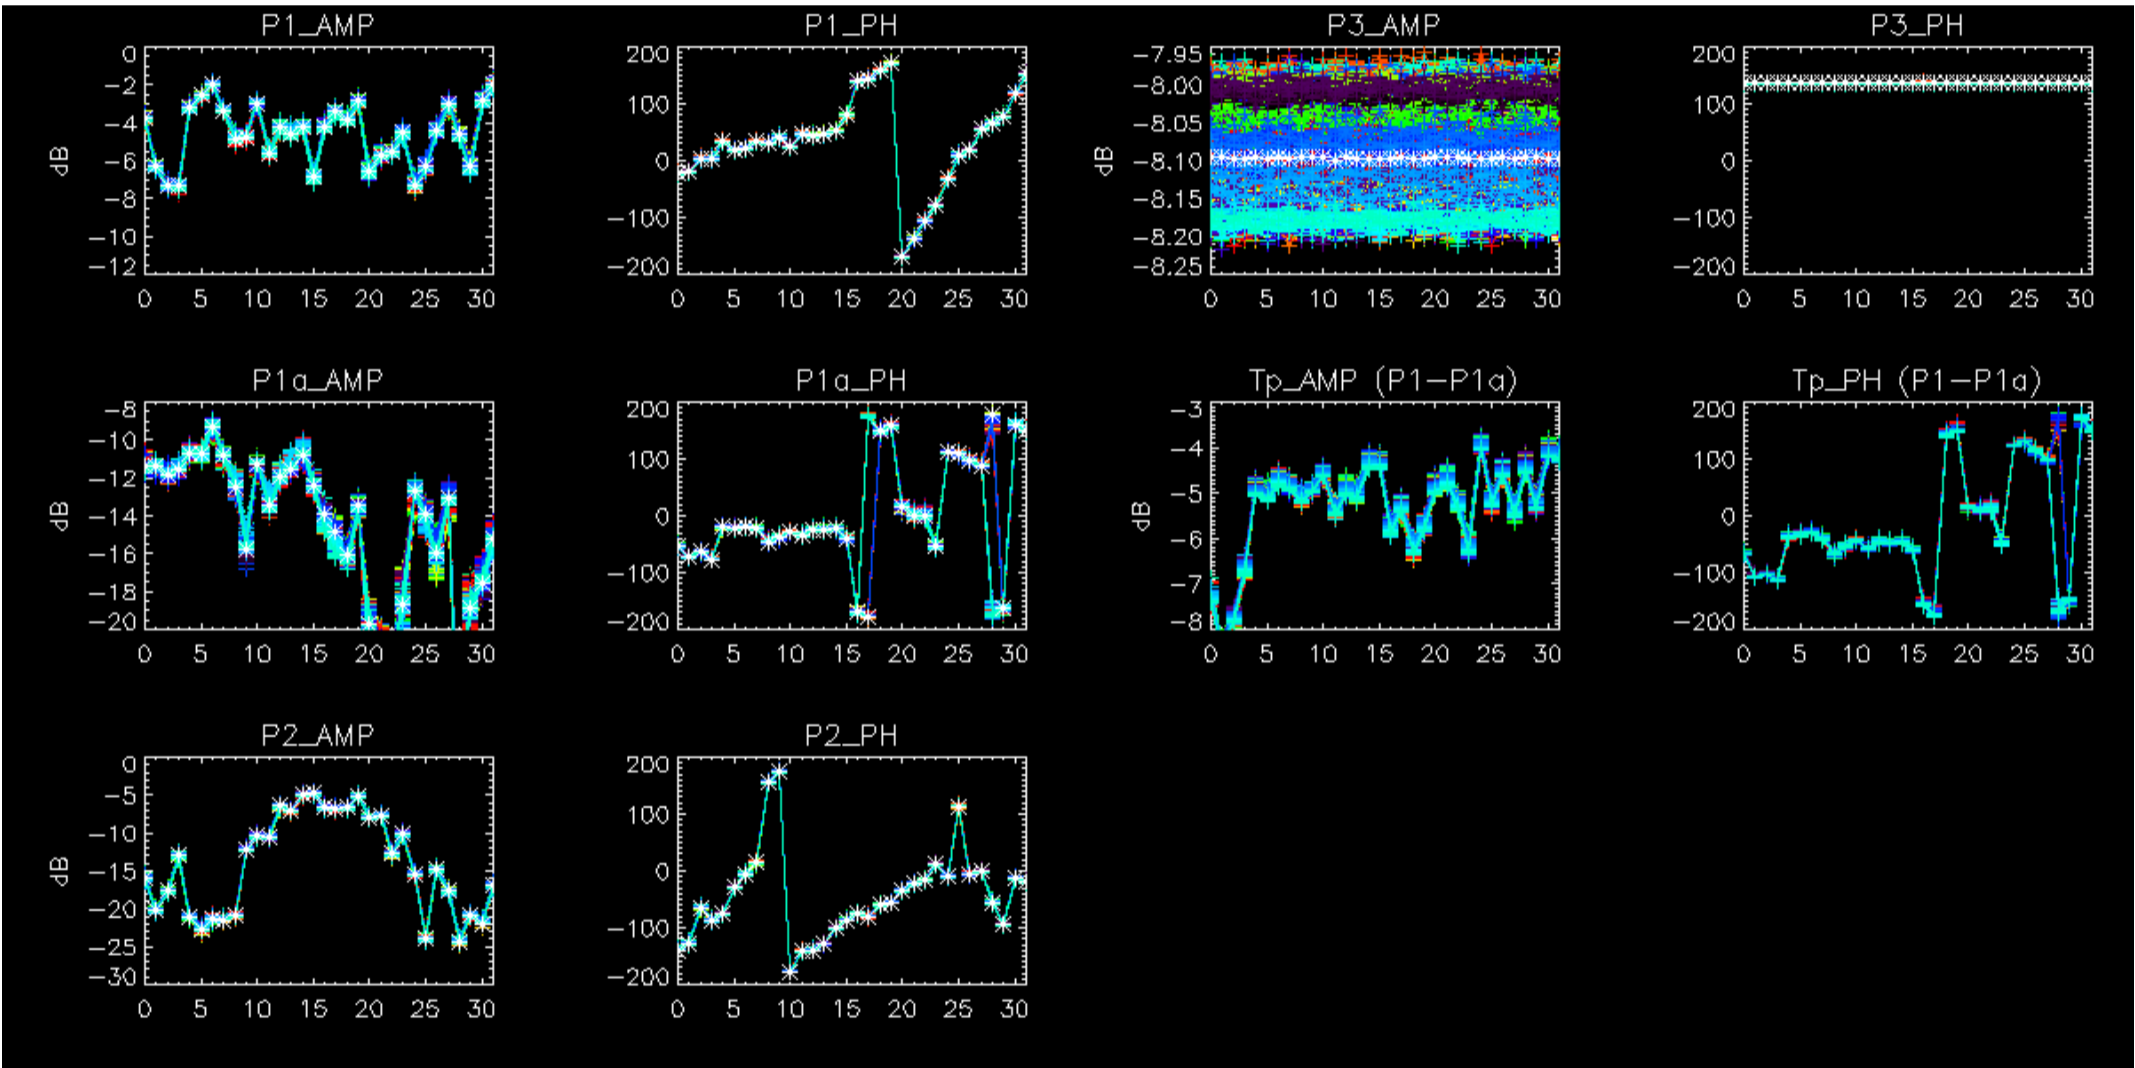 P1_AMP
dB
0
−2
−4
−6
−8
−10
−12
0 5 10 15 20 25 30
P1_PH
200
100
0
−100
−200
0 5 10 15 20 25 30
P3_AMP
dB
−7.95
−8.00
−8.05
−8.10
−8.15
−8.20
−8.25
0 5 10 15 20 25 30
P3_PH
200
100
0
−100
−200
0 5 10 15 20 25 30
P1a_AMP
dB
−8
−10
−12
−14
−16
−18
−20
0 5 10 15 20 25 30
P1a_PH
200
100
0
−100
−200
0 5 10 15 20 25 30
Tp_AMP (P1−P1a)
dB
−3
−4
−5
−6
−7
−8
0 5 10 15 20 25 30
Tp_PH (P1−P1a)
200
100
0
−100
−200
0 5 10 15 20 25 30
P2_AMP
dB
0
−5
−10
−15
−20
−25
−30
0 5 10 15 20 25 30
P2_PH
200
100
0
−100
−200
0 5 10 15 20 25 30